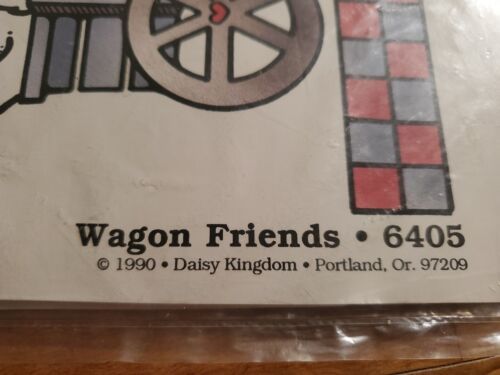 Wagon Friends • 6405
© 1990 • Daisy Kingdom • Portland, Or. 97209